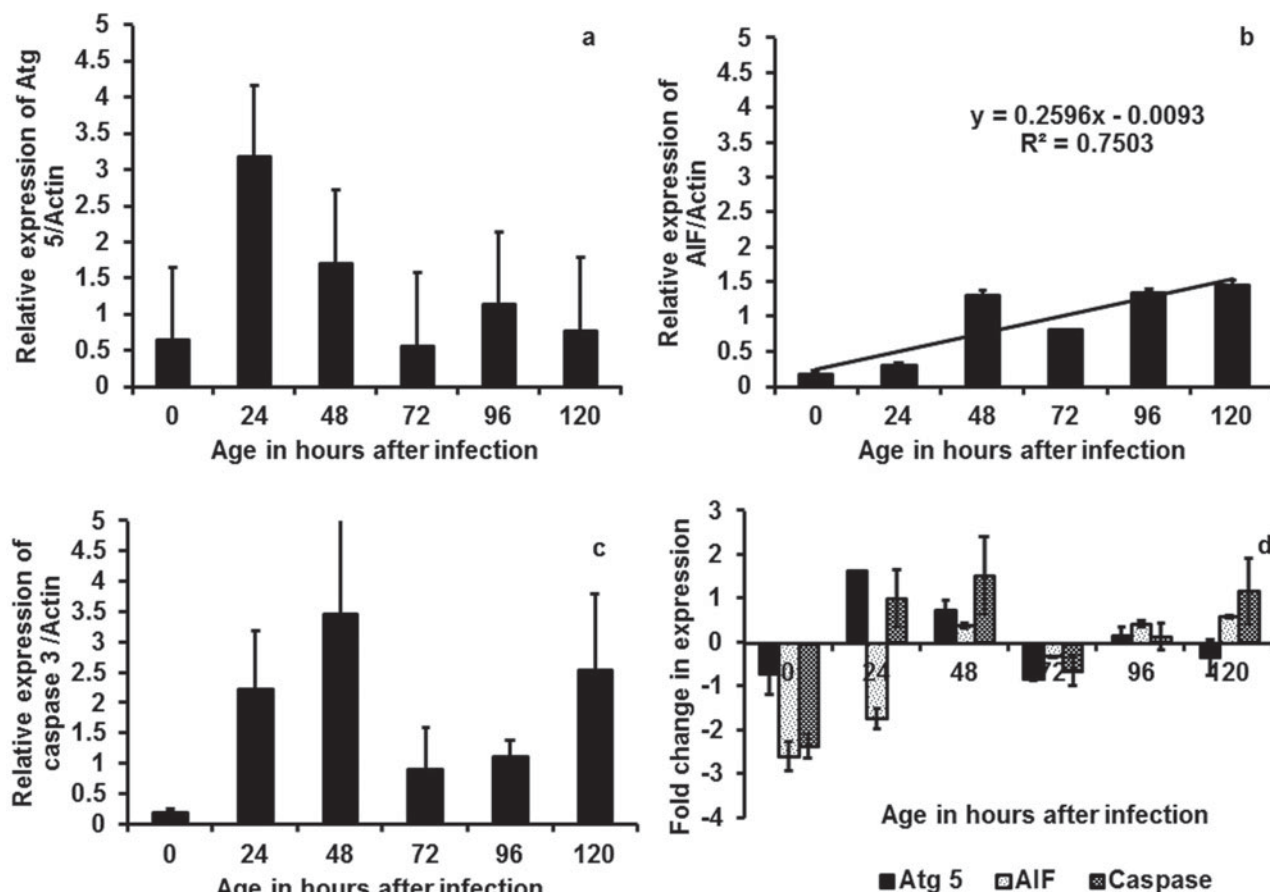 a
5
4.5
4
3.5
3
2.5
2
1.5
1
0.5
0
Relative expression of Atg
5/Actin
0 24 48 72 96 120
Age in hours after infection
b
5
4.5
4
3.5
3
2.5
2
1.5
1
0.5
0
Relative expression of
AIF/Actin
y = 0.2596x - 0.0093
R² = 0.7503
0 24 48 72 96 120
Age in hours after infection
c
5
4.5
4
3.5
3
2.5
2
1.5
1
0.5
0
Relative expression of
caspase 3 /Actin
0 24 48 72 96 120
Age in hours after infection
d
3
2
1
0
-1
-2
-3
-4
Fold change in expression
0 24 48 72 96 120
Age in hours after infection
Atg 5 AIF Caspase